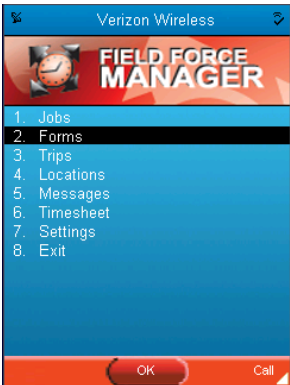 Verizon Wireless
FIELD FORCE
MANAGER
1. Jobs
2. Forms
3. Trips
4. Locations
5. Messages
6. Timesheet
7. Settings
8. Exit
OK Call